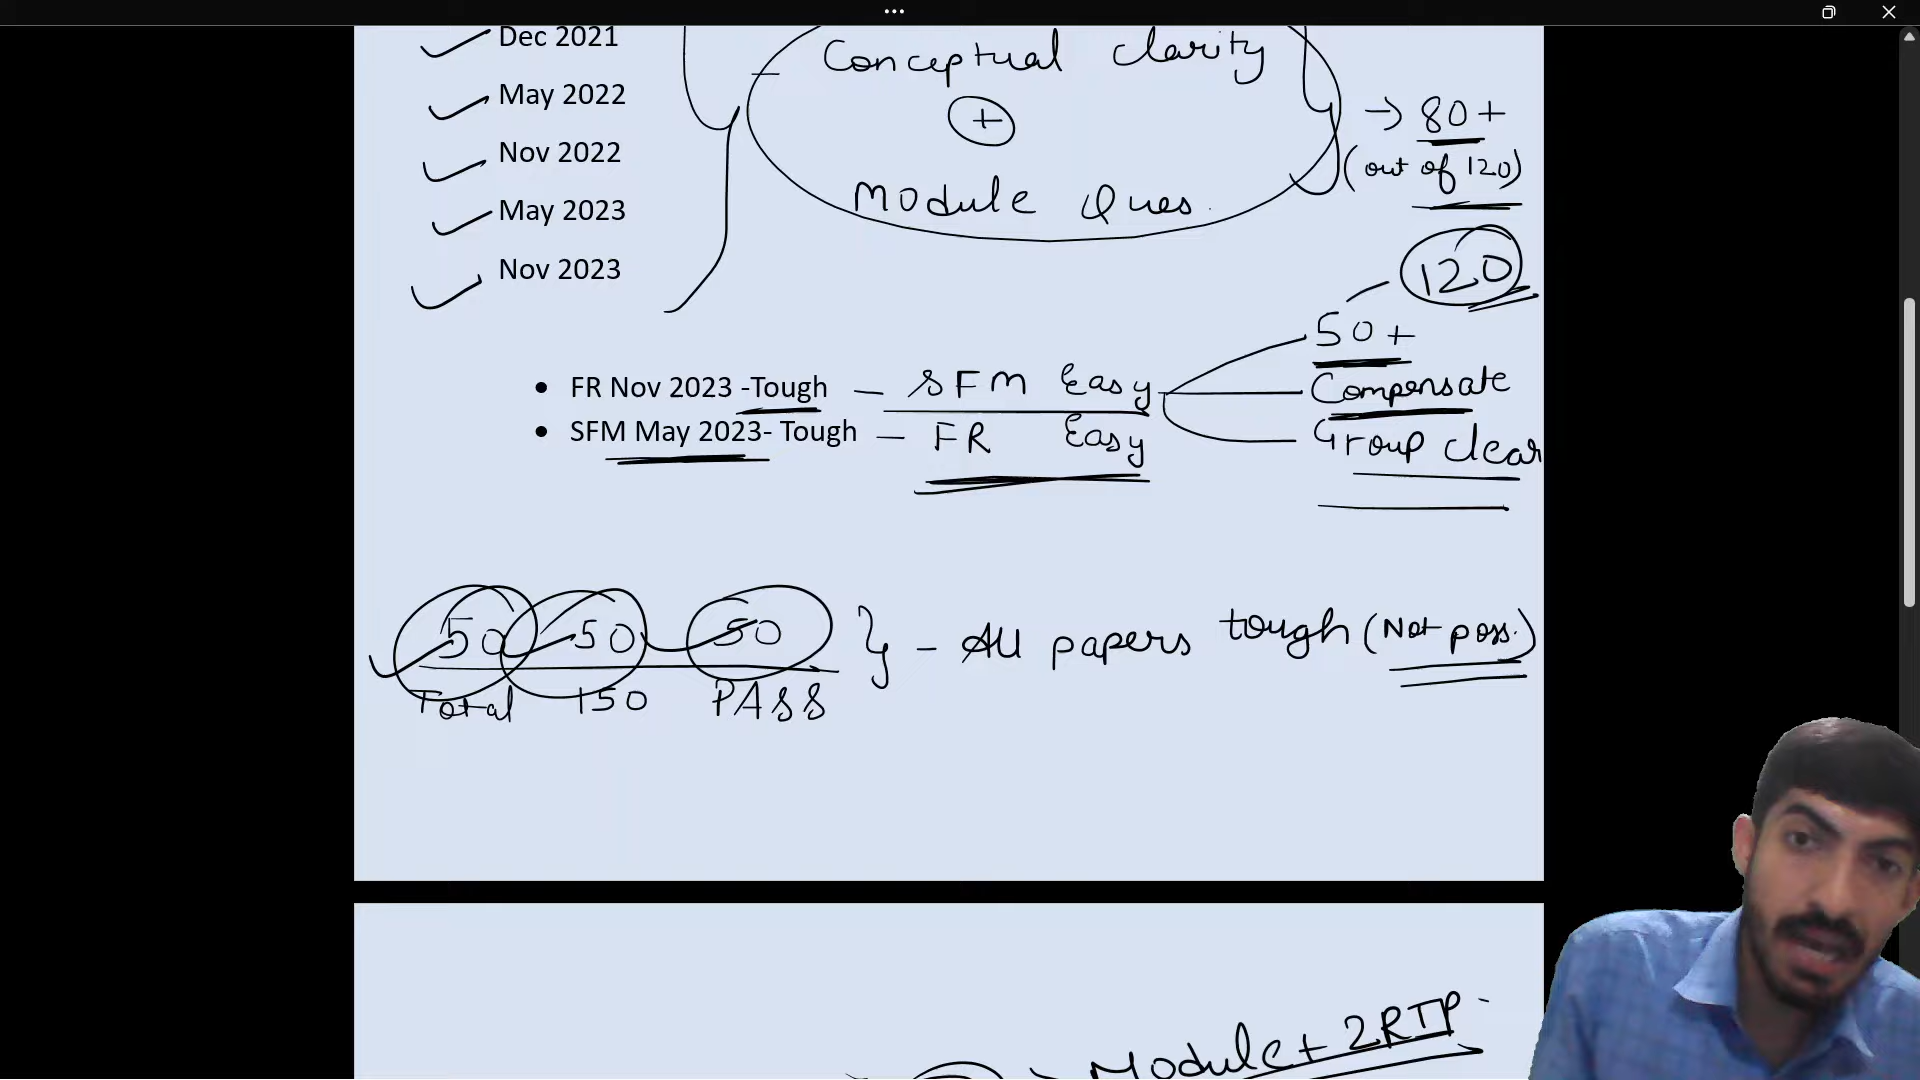 Dec 2021
Conceptual clarity
May 2022
+
→ 80+
Nov 2022
(out of 120)
May 2023
Module Ques.
Nov 2023
120
50+
• FR Nov 2023 -Tough – SFM Easy
Compensate
• SFM May 2023- Tough – FR Easy
Group clear
50 50 50 } - All papers tough (Not poss.)
Total 150 PASS
Module + 2RTP